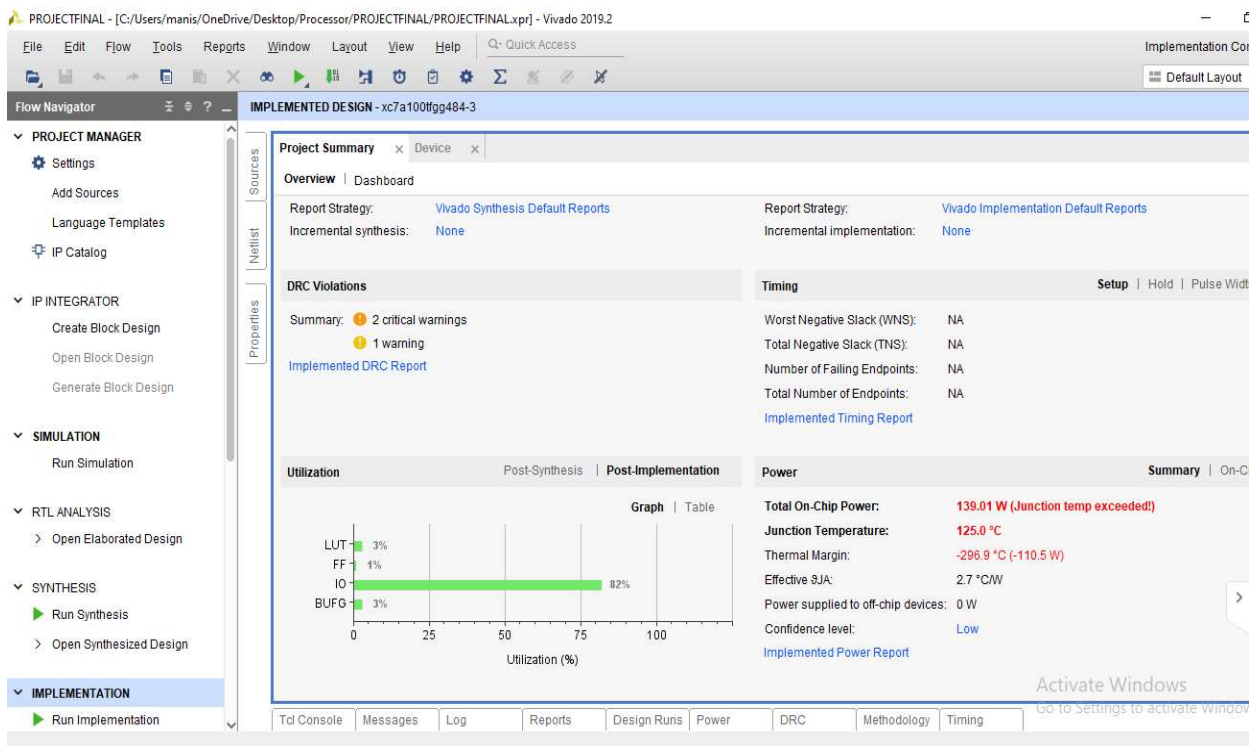 PROJECTFINAL - [C:/Users/manis/OneDrive/Desktop/Processor/PROJECTFINAL/PROJECTFINAL.xpr] - Vivado 2019.2
File Edit Flow Tools Reports Window Layout View Help Q- Quick Access Implementation Con
Default Layout
Flow Navigator
IMPLEMENTED DESIGN - xc7a100tfgg484-3
PROJECT MANAGER
Settings
Add Sources
Language Templates
IP Catalog
IP INTEGRATOR
Create Block Design
Open Block Design
Generate Block Design
SIMULATION
Run Simulation
RTL ANALYSIS
Open Elaborated Design
SYNTHESIS
Run Synthesis
Open Synthesized Design
IMPLEMENTATION
Run Implementation
Sources
Netlist
Properties
Project Summary Device
Overview | Dashboard
Report Strategy: Vivado Synthesis Default Reports
Incremental synthesis: None
Report Strategy: Vivado Implementation Default Reports
Incremental implementation: None
DRC Violations
Summary: 2 critical warnings
1 warning
Implemented DRC Report
Timing Setup | Hold | Pulse Widt
Worst Negative Slack (WNS): NA
Total Negative Slack (TNS): NA
Number of Failing Endpoints: NA
Total Number of Endpoints: NA
Implemented Timing Report
Utilization Post-Synthesis | Post-Implementation
Graph | Table
LUT 3%
FF 1%
IO 82%
BUFG 3%
0 25 50 75 100
Utilization (%)
Power Summary | On-C
Total On-Chip Power: 139.01 W (Junction temp exceeded!)
Junction Temperature: 125.0 °C
Thermal Margin: -296.9 °C (-110.5 W)
Effective ϑJA: 2.7 °C/W
Power supplied to off-chip devices: 0 W
Confidence level: Low
Implemented Power Report
Activate Windows
Go to Settings to activate Window
Tcl Console Messages Log Reports Design Runs Power DRC Methodology Timing